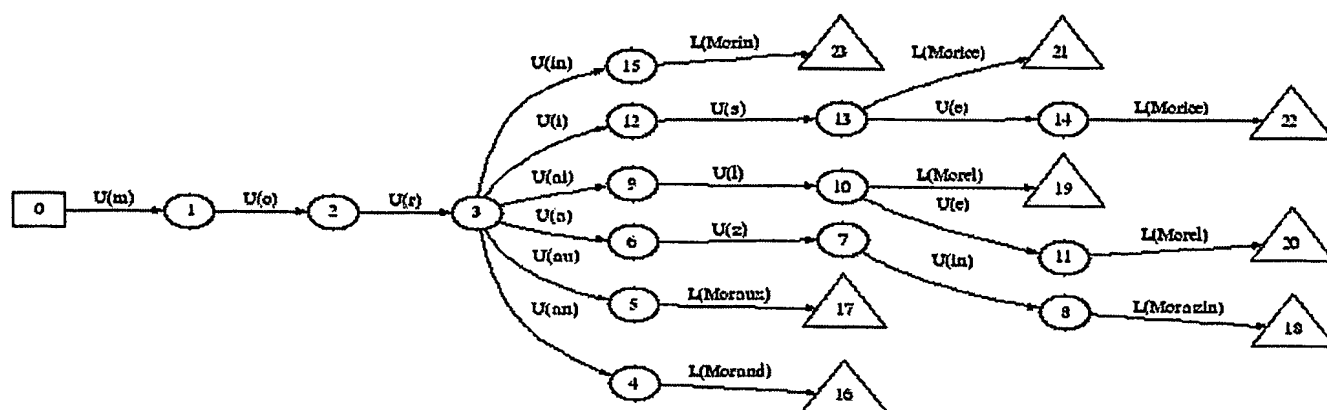 L(Morin) 23 L(Morice) 21
U(in) 15
U(i) 12 U(s) 13 U(e) 14 L(Morice) 22
U(ai) 9 U(l) 10 L(Morel) 19
0 U(m) 1 U(o) 2 U(r) 3 U(a) 6 U(z) 7 U(e) 11 L(Morel) 20
U(au) 5 L(Moraux) 17 U(in) 8 L(Morazin) 18
U(an) 4 L(Morand) 16